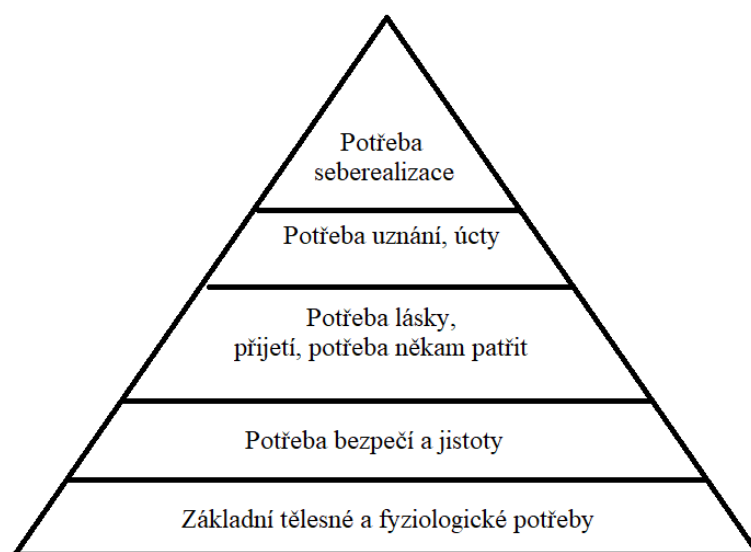 Potřeba
seberealizace
Potřeba uznání, úcty
Potřeba lásky,
přijetí, potřeba někam patřit
Potřeba bezpečí a jistoty
Základní tělesné a fyziologické potřeby